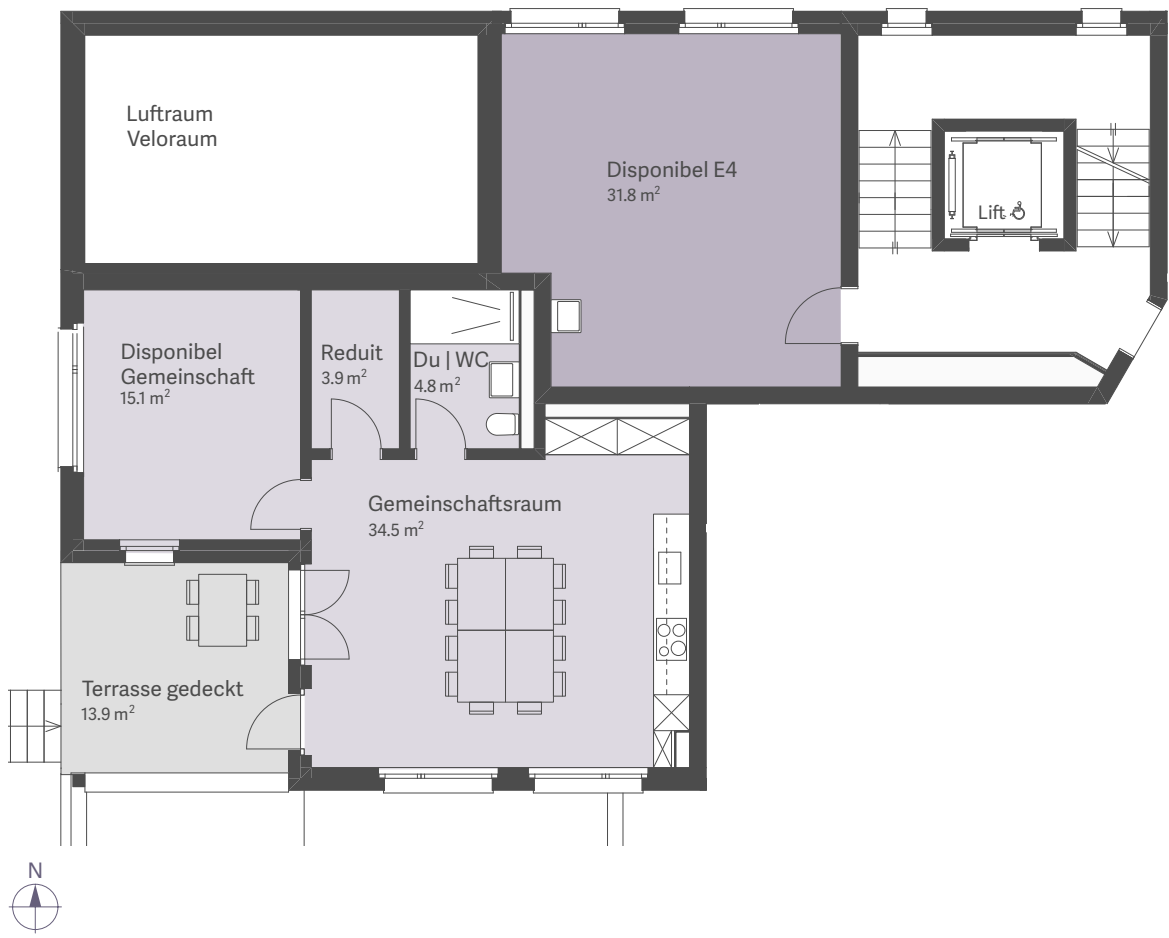 Luftraum
Veloraum
Disponibel E4
31.8 m²
Lift
Disponibel
Gemeinschaft
15.1 m²
Reduit
3.9 m²
Du | WC
4.8 m²
Gemeinschaftsraum
34.5 m²
Terrasse gedeckt
13.9 m²
N